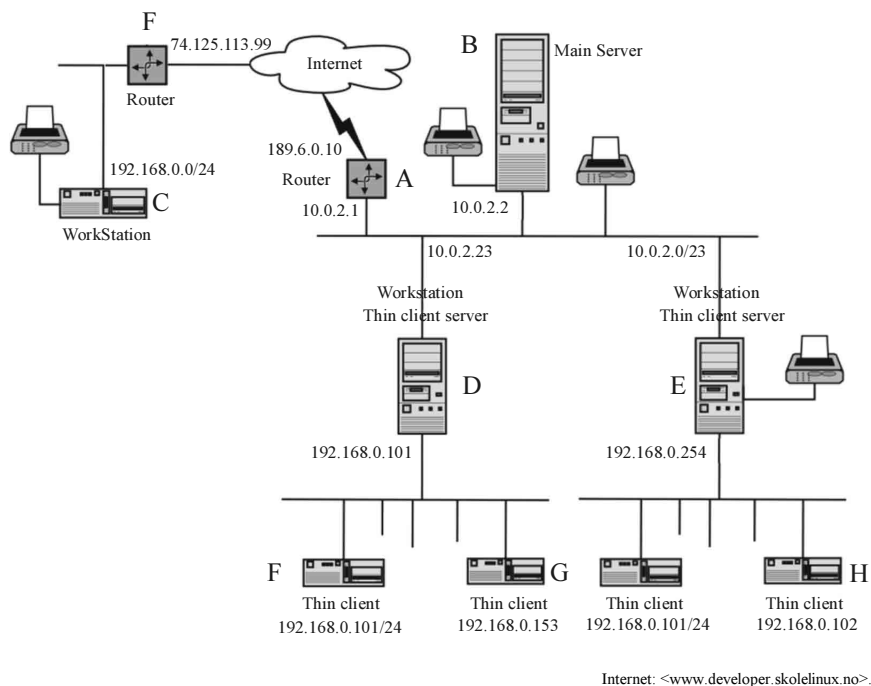 F
74.125.113.99
Internet
Router
B
Main Server
192.168.0.0/24
C
WorkStation
189.6.0.10
Router
A
10.0.2.1
10.0.2.2
10.0.2.23
10.0.2.0/23
Workstation
Thin client server
D
192.168.0.101
Workstation
Thin client server
E
192.168.0.254
F
Thin client
192.168.0.101/24
G
Thin client
192.168.0.153
Thin client
192.168.0.101/24
H
Thin client
192.168.0.102
Internet: <www.developer.skolelinux.no>.